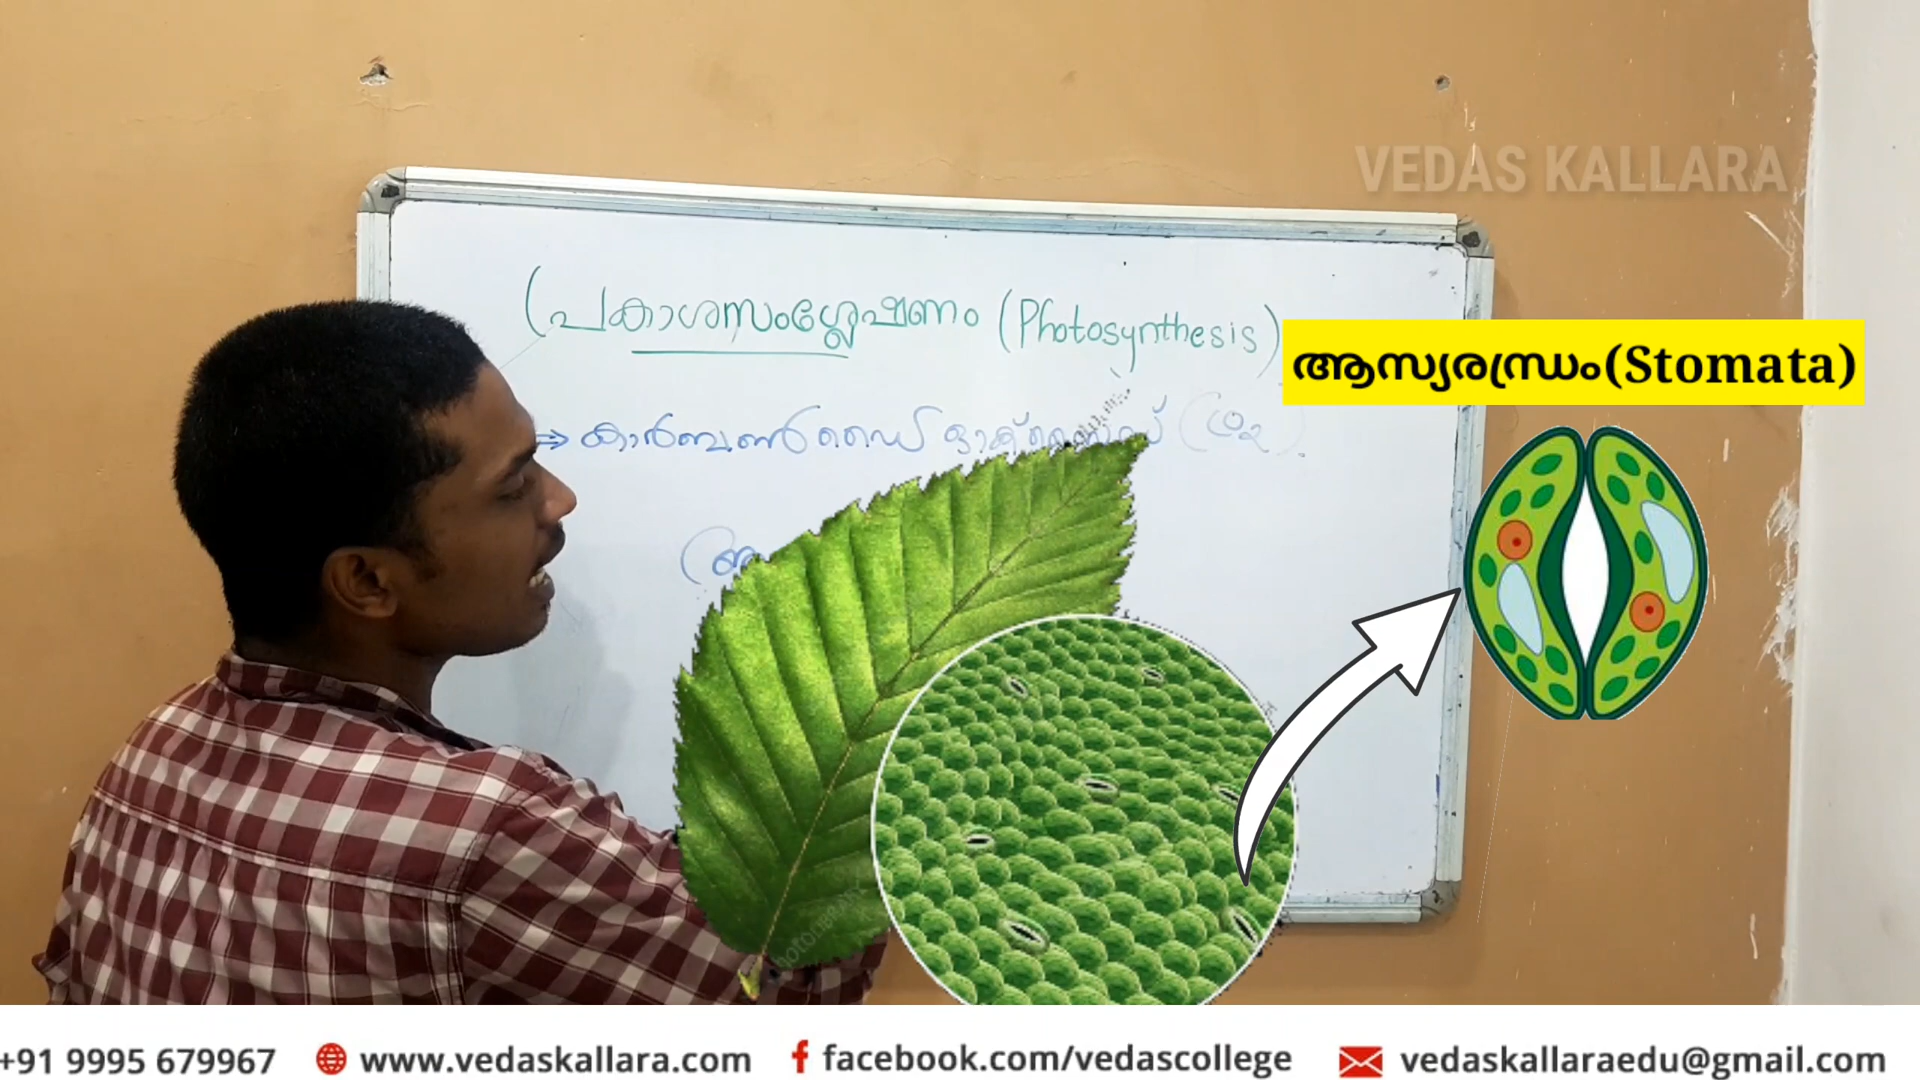 VEDAS KALLARA
പ്രകാശസംശ്ലേഷണം (Photosynthesis)
ആസ്യരന്ധ്രം(Stomata)
⇒ കാർബൺ ഡൈ ഓക്സൈഡ് (CO2).
+91 9995 679967 www.vedaskallara.com facebook.com/vedascollege vedaskallaraedu@gmail.com